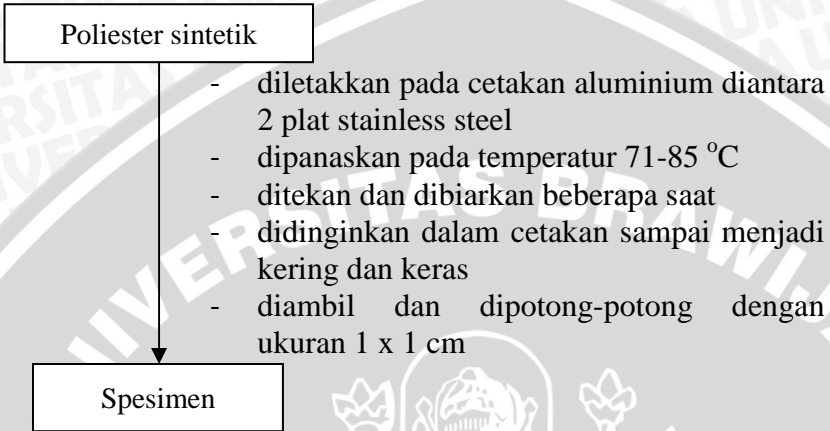 Poliester sintetik
- diletakkan pada cetakan aluminium diantara
2 plat stainless steel
- dipanaskan pada temperatur 71-85 °C
- ditekan dan dibiarkan beberapa saat
- didinginkan dalam cetakan sampai menjadi
kering dan keras
- diambil dan dipotong-potong dengan
ukuran 1 x 1 cm
Spesimen